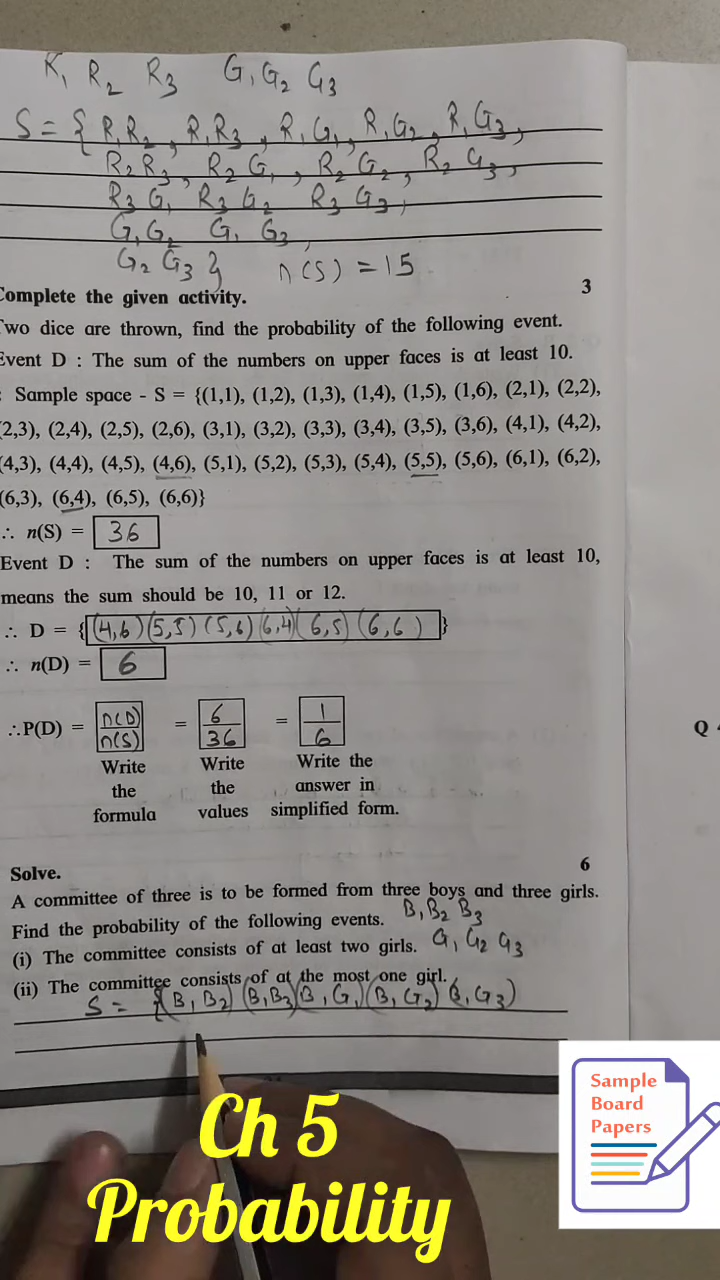 R₁ R₂ R₃ G₁ G₂ G₃
S = { R₁R₂, R₁R₃, R₁G₁, R₁G₂, R₁G₃,
R₂R₃, R₂G₁, R₂G₂, R₂G₃,
R₃G₁ R₃G₂ R₃G₃,
G₁G₂ G₁G₃,
G₂G₃ } n(S) = 15
Complete the given activity. 3
Two dice are thrown, find the probability of the following event.
Event D : The sum of the numbers on upper faces is at least 10.
: Sample space - S = {(1,1), (1,2), (1,3), (1,4), (1,5), (1,6), (2,1), (2,2),
(2,3), (2,4), (2,5), (2,6), (3,1), (3,2), (3,3), (3,4), (3,5), (3,6), (4,1), (4,2),
(4,3), (4,4), (4,5), (4,6), (5,1), (5,2), (5,3), (5,4), (5,5), (5,6), (6,1), (6,2),
(6,3), (6,4), (6,5), (6,6)}
∴ n(S) = 36
Event D : The sum of the numbers on upper faces is at least 10,
means the sum should be 10, 11 or 12.
∴ D = {(4,6)(5,5)(5,6)(6,4)(6,5)(6,6)}
∴ n(D) = 6
∴P(D) = n(D)/n(S) = 6/36 = 1/6
Write Write Write the
the the answer in
formula values simplified form.
Solve. 6
A committee of three is to be formed from three boys and three girls.
Find the probability of the following events. B₁ B₂ B₃
(i) The committee consists of at least two girls. G₁ G₂ G₃
(ii) The committee consists of at the most one girl.
S = {(B₁ B₂) (B₁ B₃) (B₁ G₁) (B₁ G₂) (B₁ G₃)
Q
Ch 5
Probability
Sample
Board
Papers